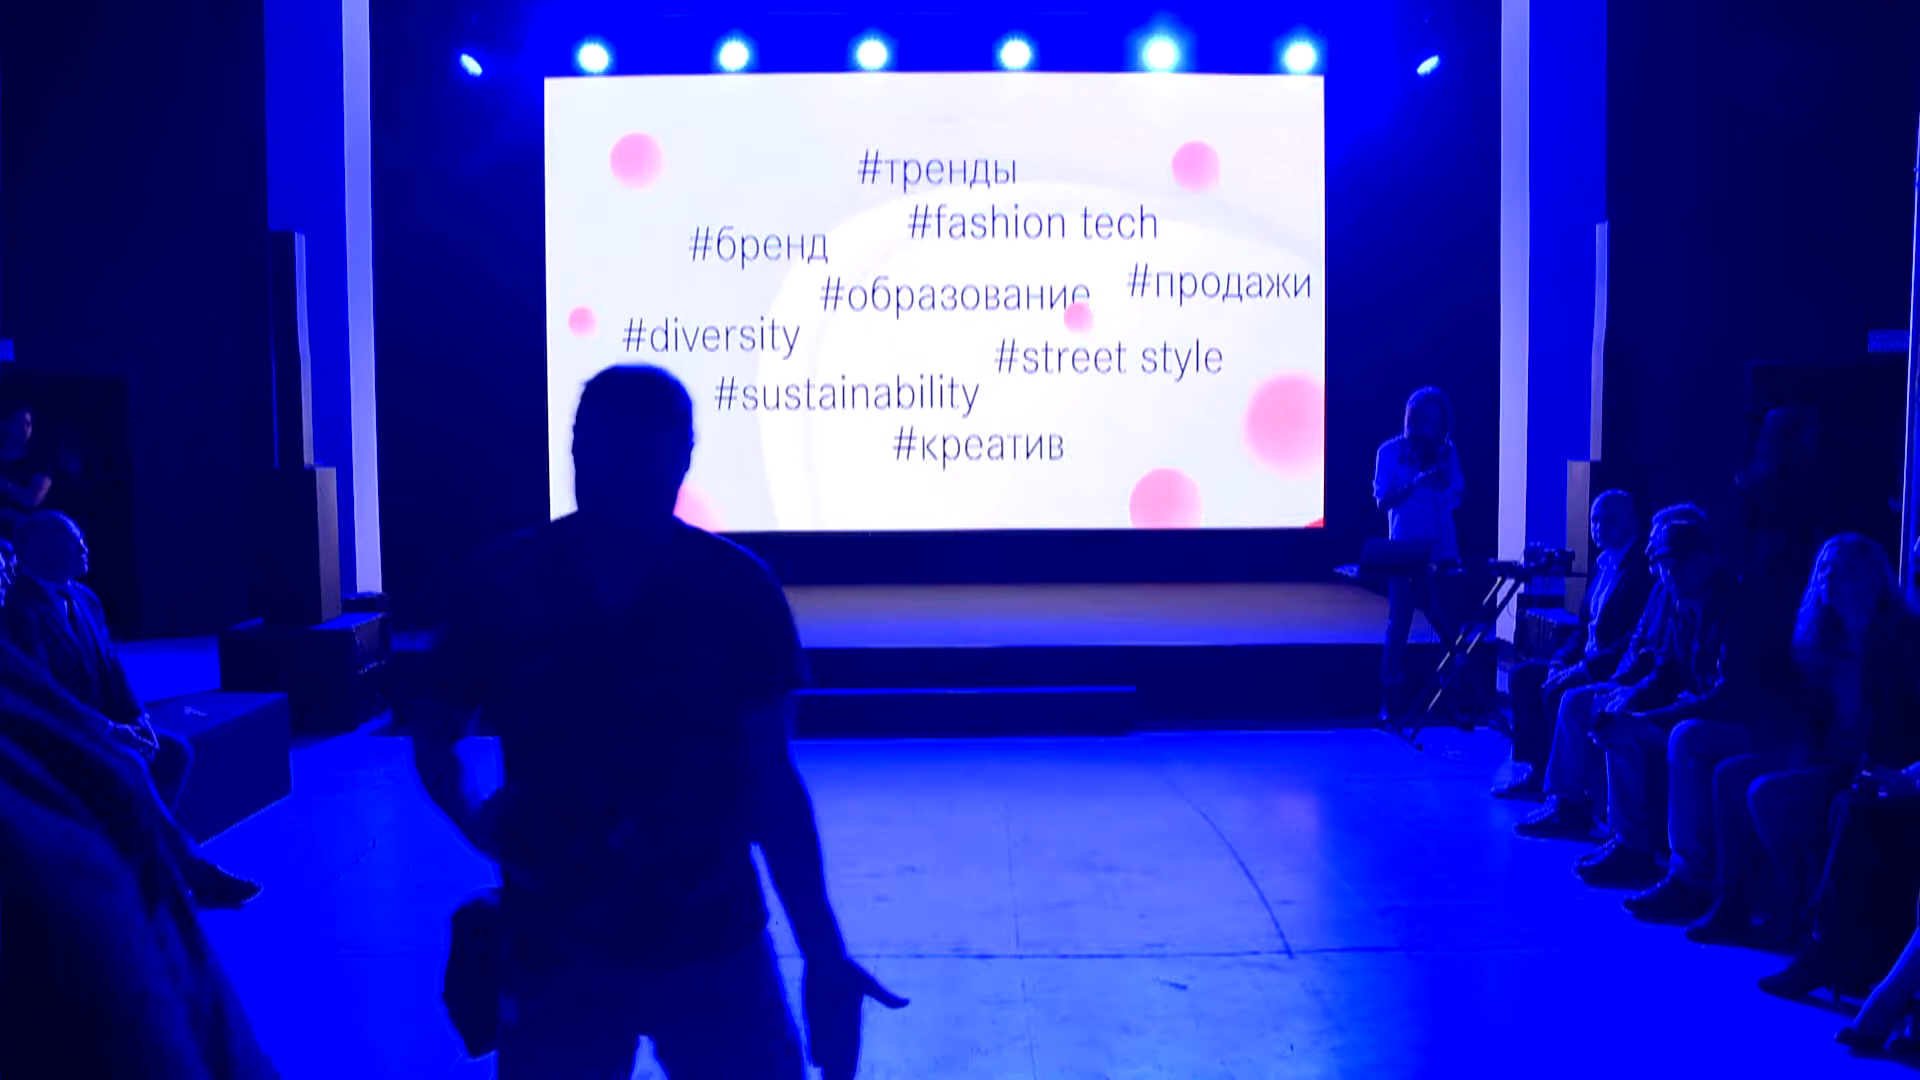 #тренды
#fashion tech
#бренд
#образование
#продажи
#diversity
#street style
#sustainability
#креатив